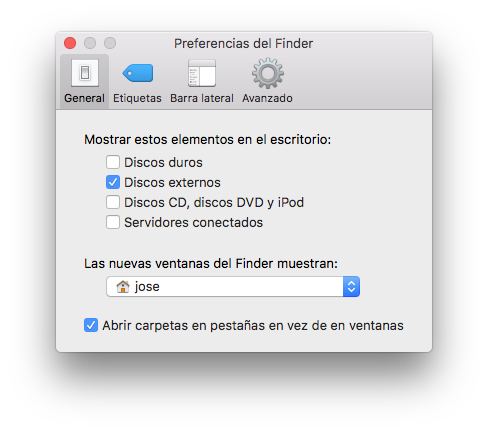 Preferencias del Finder
General Etiquetas Barra lateral Avanzado
Mostrar estos elementos en el escritorio:
Discos duros
Discos externos
Discos CD, discos DVD y iPod
Servidores conectados
Las nuevas ventanas del Finder muestran:
jose
Abrir carpetas en pestañas en vez de en ventanas